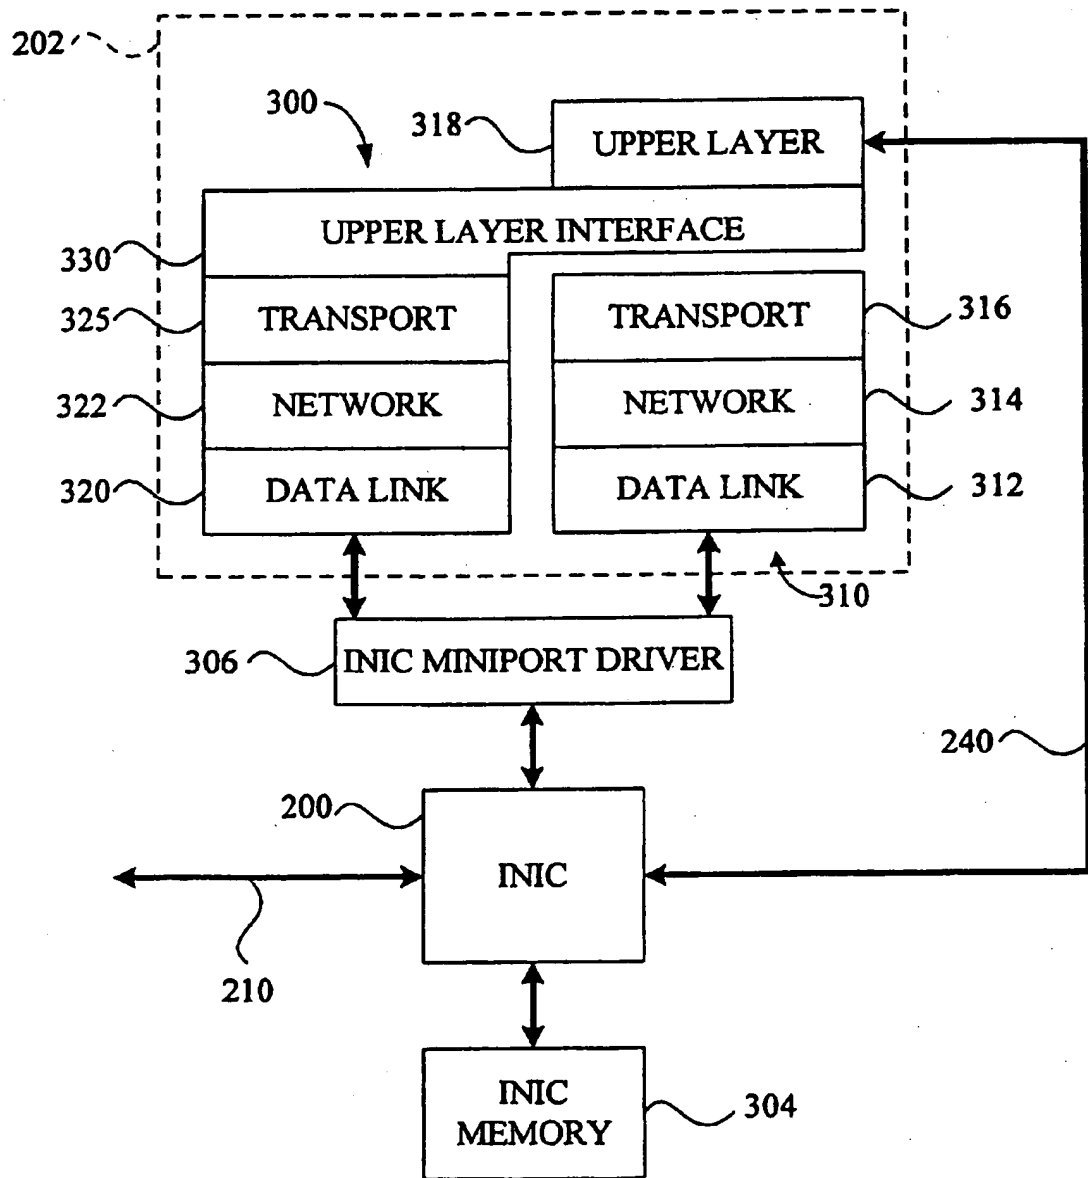 202
300
318
UPPER LAYER
UPPER LAYER INTERFACE
330
325
TRANSPORT
TRANSPORT
316
322
NETWORK
NETWORK
314
320
DATA LINK
DATA LINK
312
310
306
INIC MINIPORT DRIVER
240
200
INIC
210
INIC
MEMORY
304